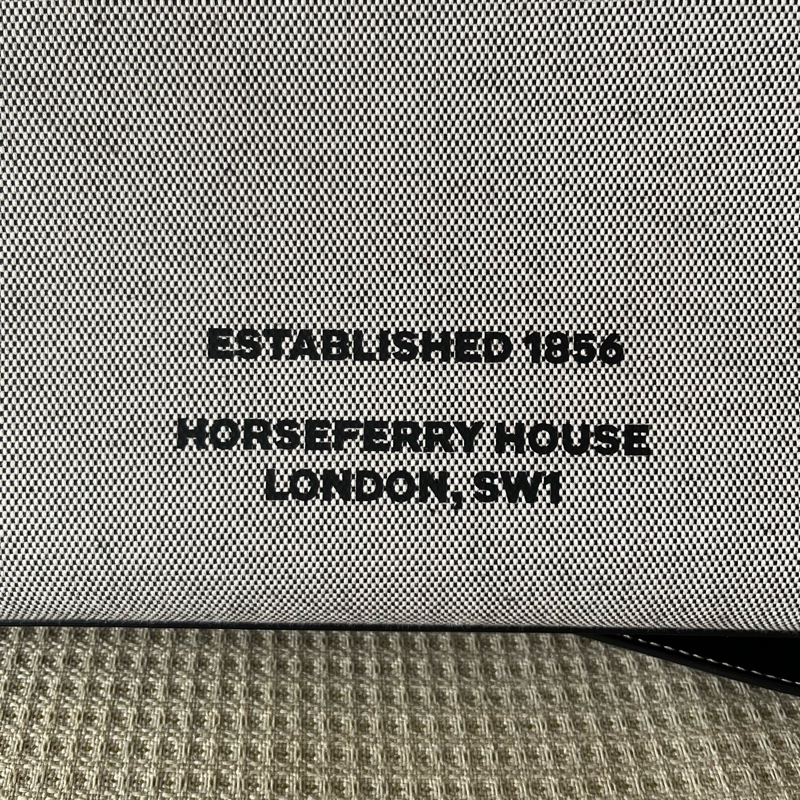 ESTABLISHED 1856
HORSEFERRY HOUSE
LONDON, SW1